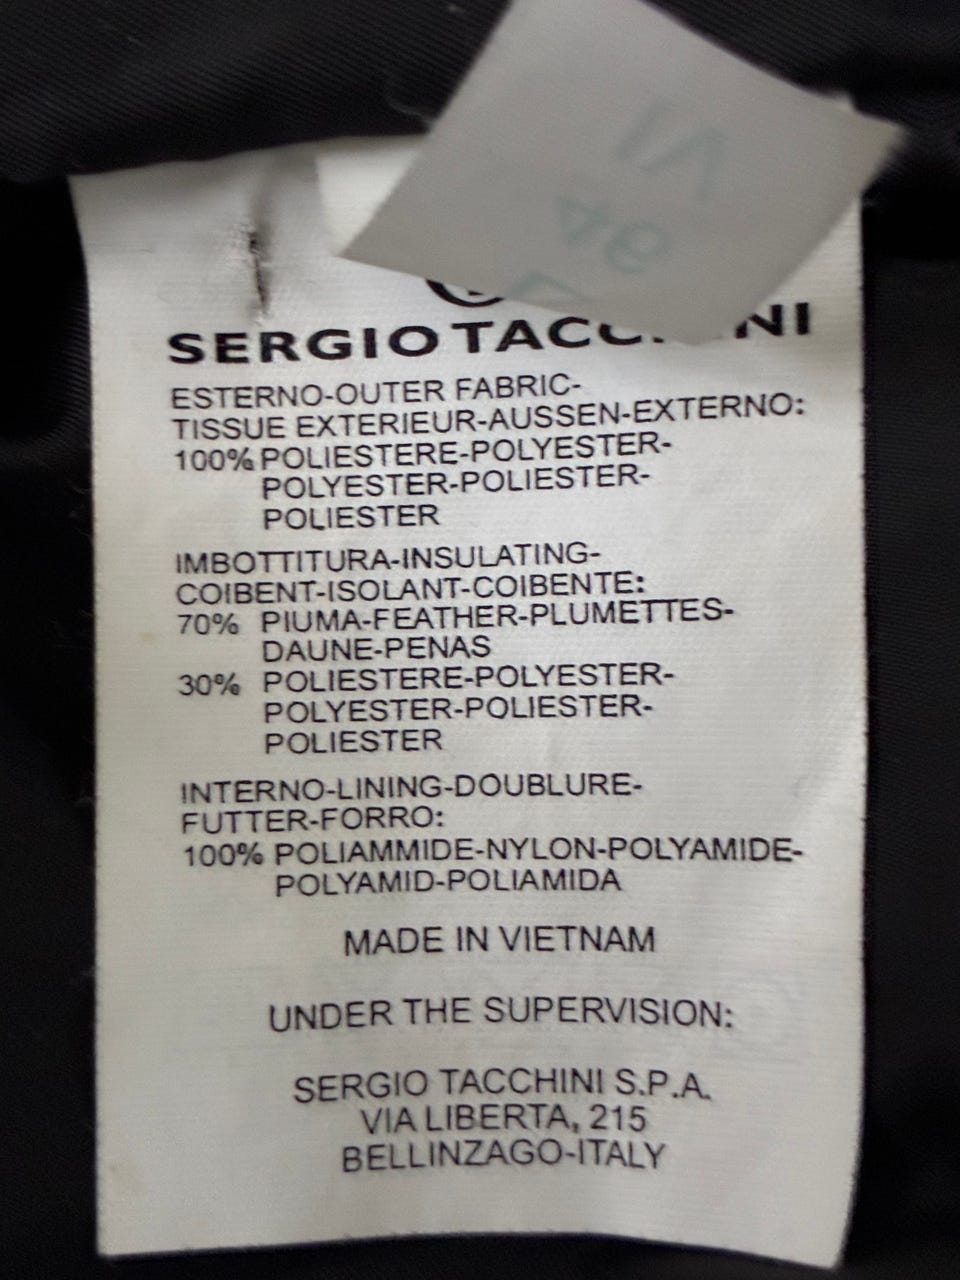 SERGIO TACCHINI
ESTERNO-OUTER FABRIC-
TISSUE EXTERIEUR-AUSSEN-EXTERNO:
100% POLIESTERE-POLYESTER-
POLYESTER-POLIESTER-
POLIESTER
IMBOTTITURA-INSULATING-
COIBENT-ISOLANT-COIBENTE:
70% PIUMA-FEATHER-PLUMETTES-
DAUNE-PENAS
30% POLIESTERE-POLYESTER-
POLYESTER-POLIESTER-
POLIESTER
INTERNO-LINING-DOUBLURE-
FUTTER-FORRO:
100% POLIAMMIDE-NYLON-POLYAMIDE-
POLYAMID-POLIAMIDA
MADE IN VIETNAM
UNDER THE SUPERVISION:
SERGIO TACCHINI S.P.A.
VIA LIBERTA, 215
BELLINZAGO-ITALY